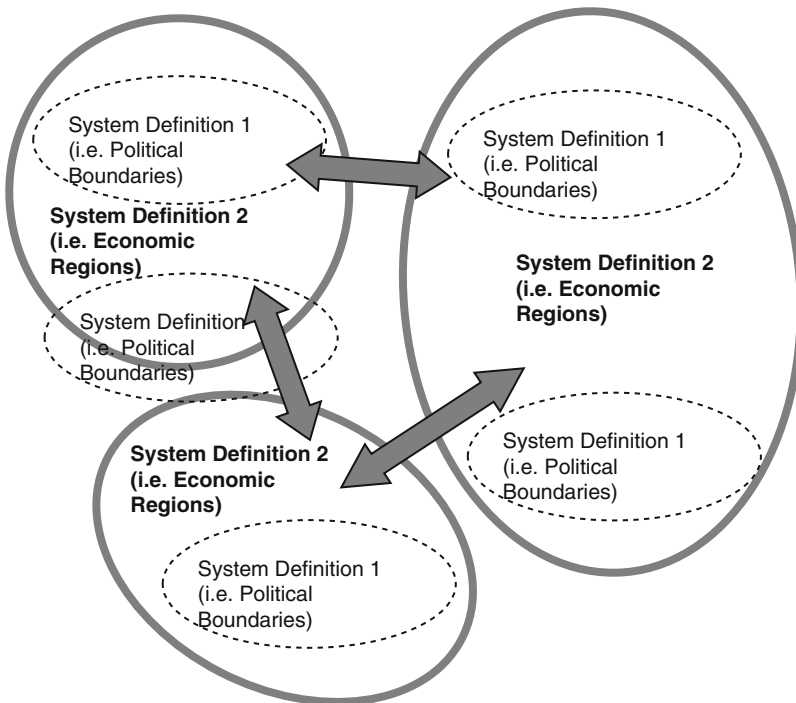 System Definition 1
(i.e. Political
Boundaries)
System Definition 2
(i.e. Economic
Regions)
System Definition
(i.e. Political
Boundaries)
System Definition 1
(i.e. Political
Boundaries)
System Definition 2
(i.e. Economic
Regions)
System Definition 1
(i.e. Political
Boundaries)
System Definition 2
(i.e. Economic
Regions)
System Definition 1
(i.e. Political
Boundaries)